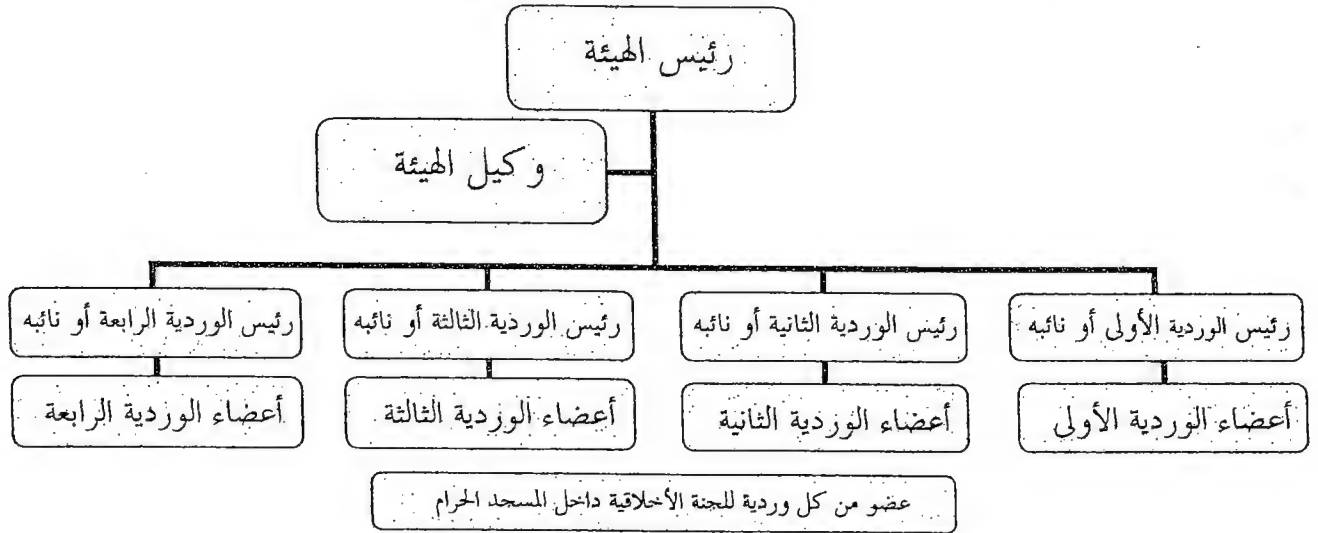 رئيس الهيئة
وكيل الهيئة
رئيس الوردية الأولى أو نائبه
رئيس الوردية الثانية أو نائبه
رئيس الوردية الثالثة أو نائبه
رئيس الوردية الرابعة أو نائبه
أعضاء الوردية الأولى
أعضاء الوردية الثانية
أعضاء الوردية الثالثة
أعضاء الوردية الرابعة
عضو من كل وردية للجنة الأخلاقية داخل المسجد الحرام